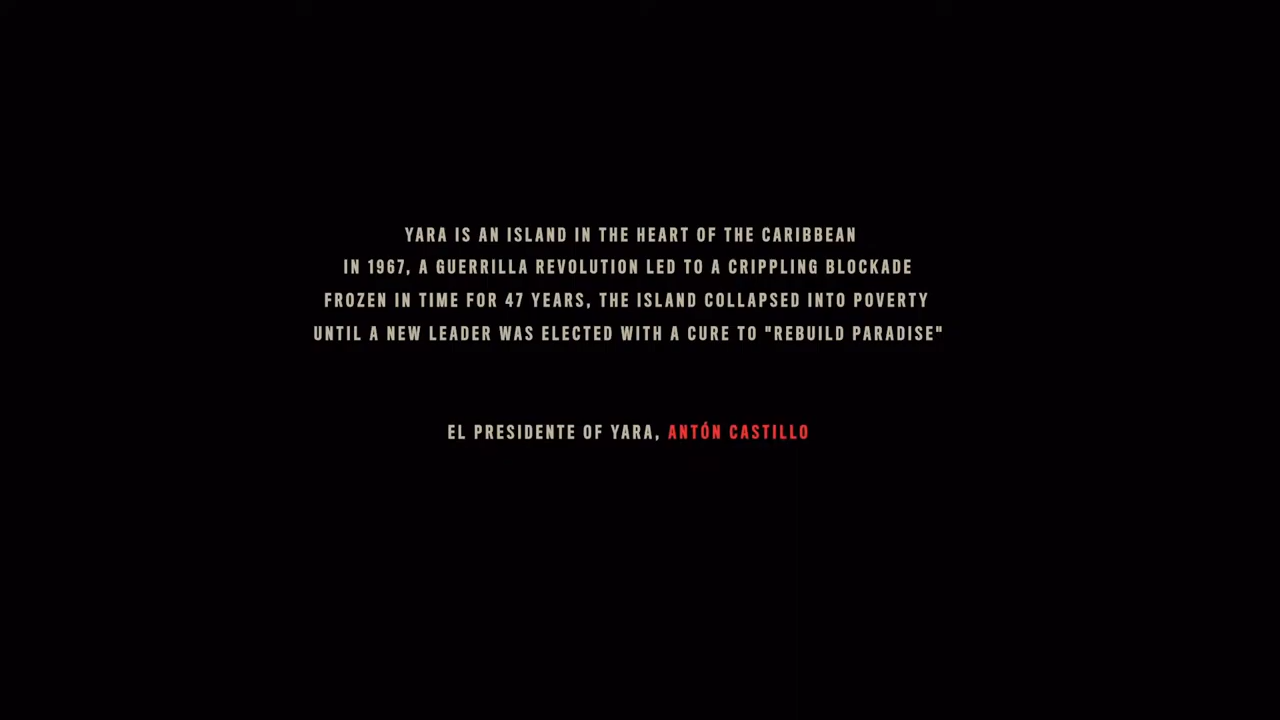 YARA IS AN ISLAND IN THE HEART OF THE CARIBBEAN
IN 1967, A GUERRILLA REVOLUTION LED TO A CRIPPLING BLOCKADE
FROZEN IN TIME FOR 47 YEARS, THE ISLAND COLLAPSED INTO POVERTY
UNTIL A NEW LEADER WAS ELECTED WITH A CURE TO "REBUILD PARADISE"
EL PRESIDENTE OF YARA, ANTÓN CASTILLO